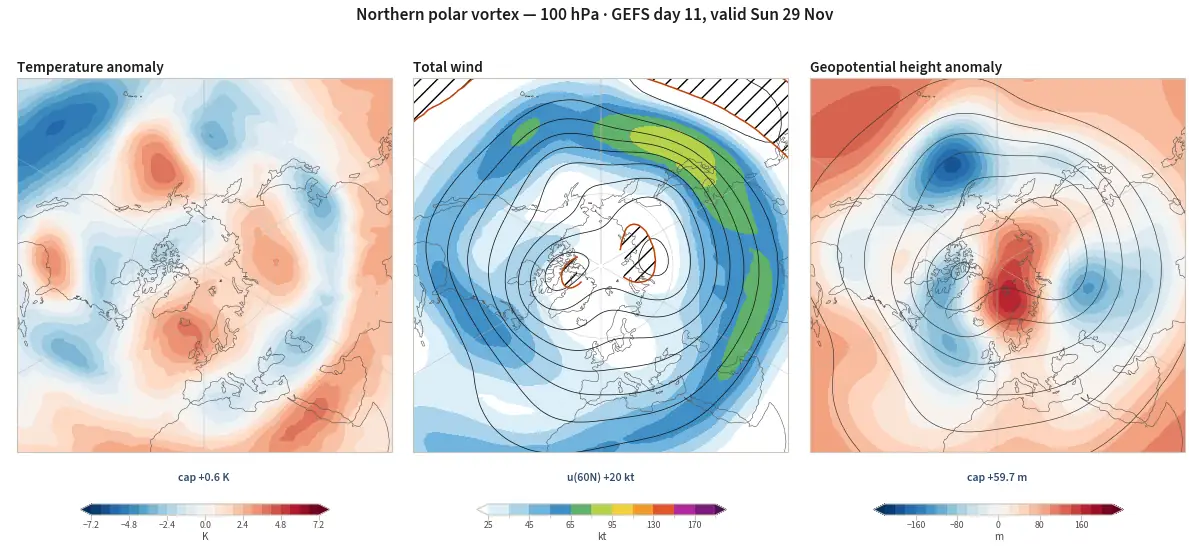 Northern polar vortex — 100 hPa · GEFS day 11, valid Sun 29 Nov
Temperature anomaly
Total wind
Geopotential height anomaly
cap +0.6 K
u(60N) +20 kt
cap +59.7 m
−7.2 −4.8 −2.4 0.0 2.4 4.8 7.2
K
25 45 65 95 130 170
kt
−160 −80 0 80 160
m